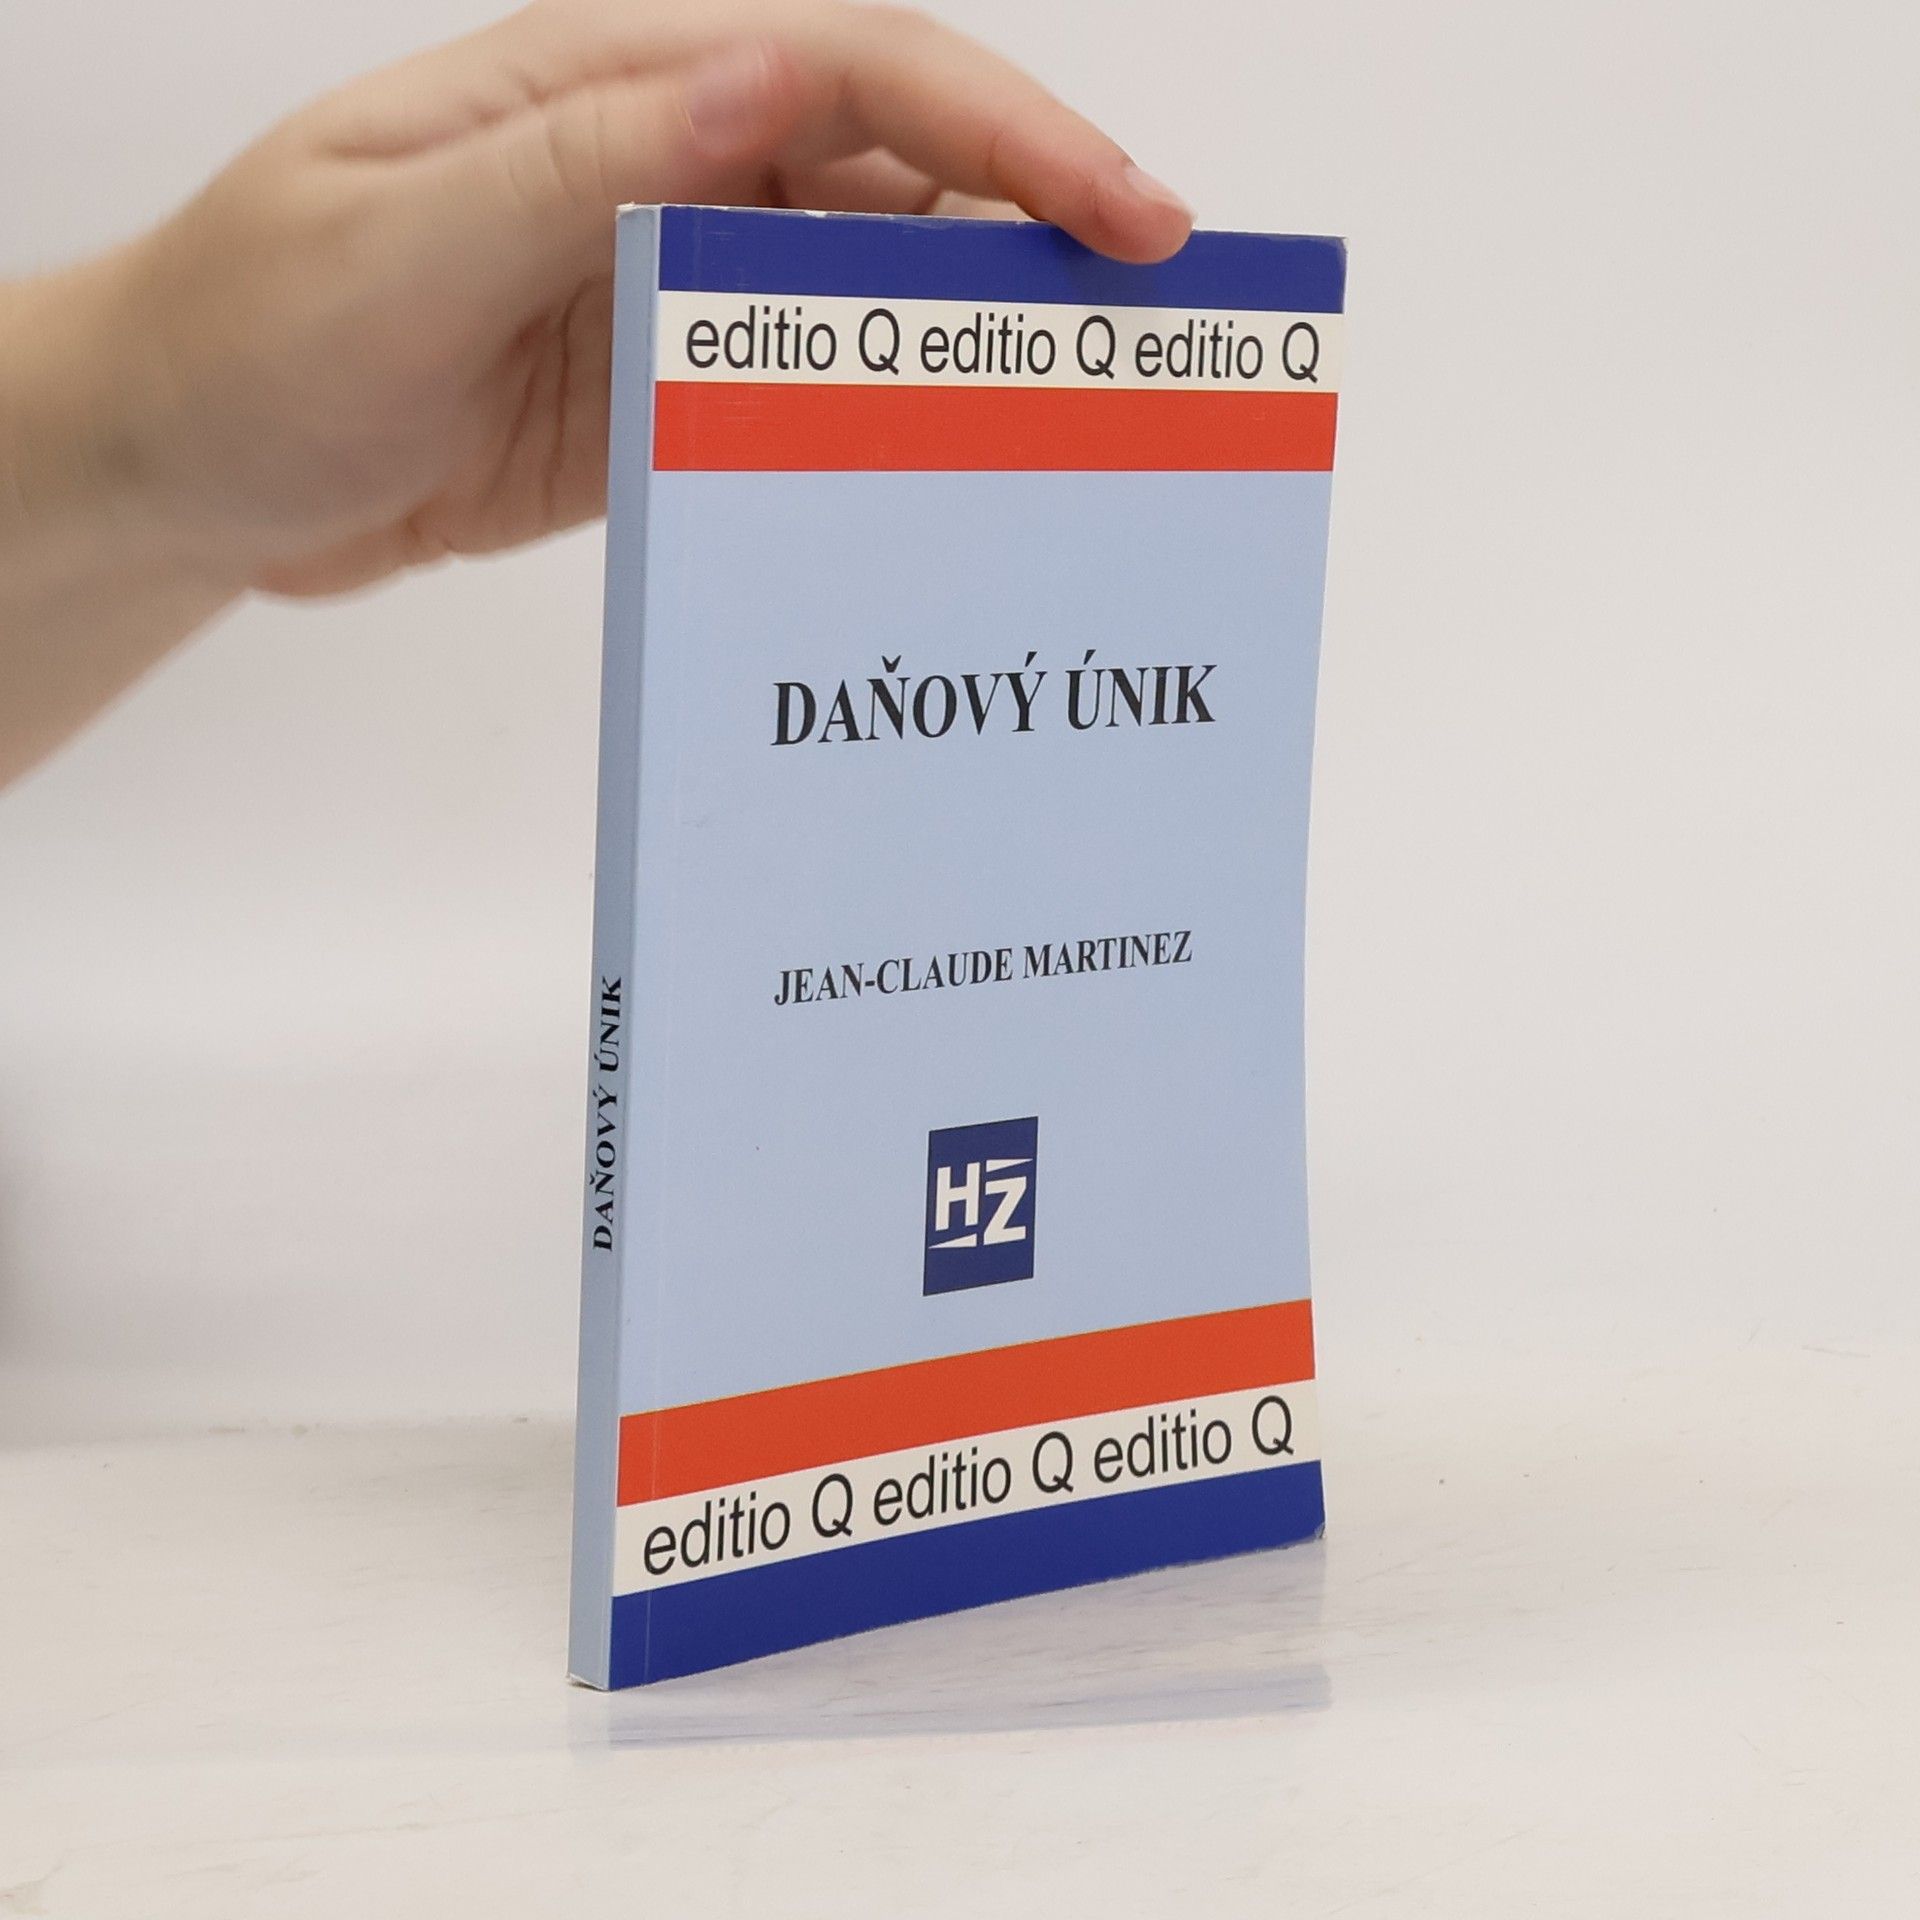 editio Q editio Q editio Q
DAŇOVÝ ÚNIK
JEAN-CLAUDE MARTINEZ
HZ
editio Q editio Q editio Q
DAŇOVÝ ÚNIK